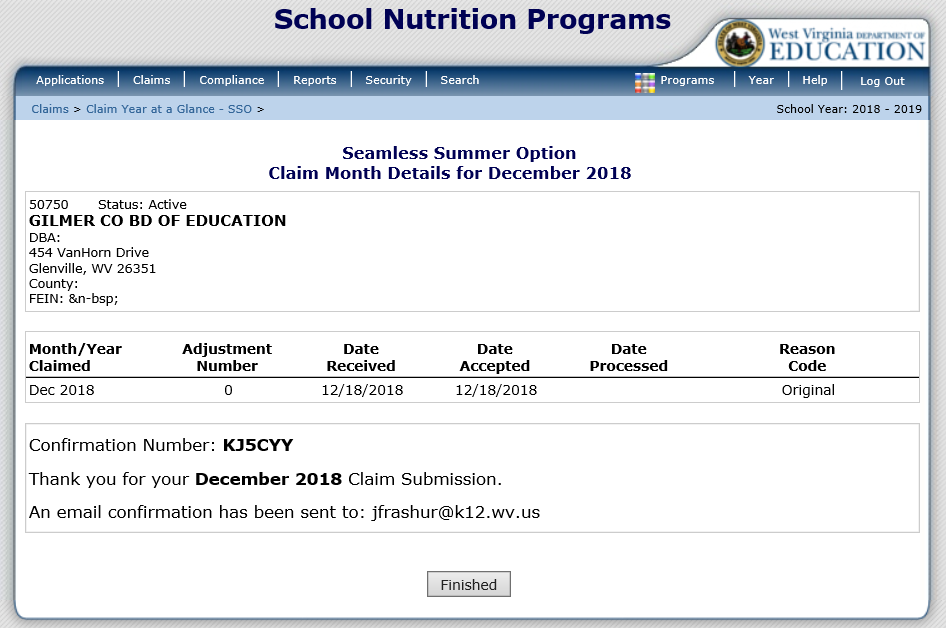 School Nutrition Programs
West Virginia DEPARTMENT OF
EDUCATION
Applications Claims Compliance Reports Security Search Programs Year Help Log Out
Claims > Claim Year at a Glance - SSO > School Year: 2018 - 2019
Seamless Summer Option
Claim Month Details for December 2018
50750 Status: Active
GILMER CO BD OF EDUCATION
DBA:
454 VanHorn Drive
Glenville, WV 26351
County:
FEIN: &n-bsp;
Month/Year Adjustment Date Date Date Reason
Claimed Number Received Accepted Processed Code
Dec 2018 0 12/18/2018 12/18/2018 Original
Confirmation Number: KJ5CYY
Thank you for your December 2018 Claim Submission.
An email confirmation has been sent to: jfrashur@k12.wv.us
Finished